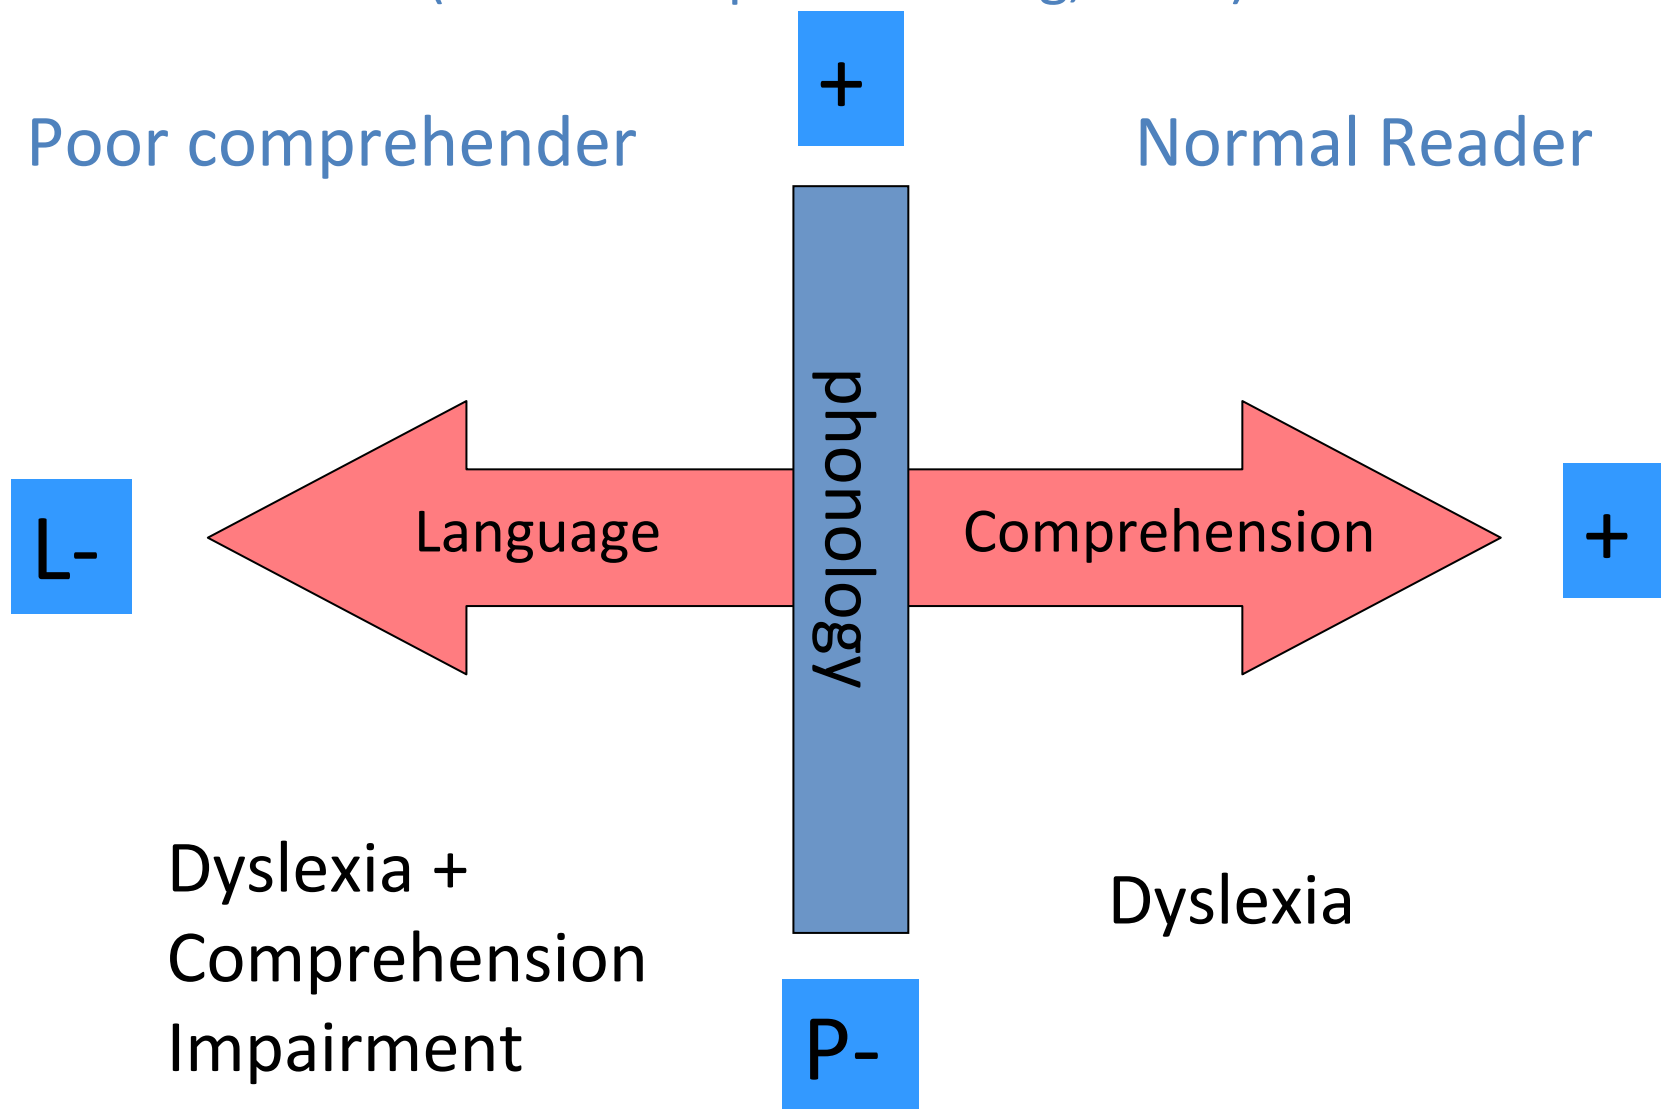 +
Poor comprehender
Normal Reader
phonology
L-
Language
Comprehension
+
Dyslexia +
Comprehension
Impairment
Dyslexia
P-